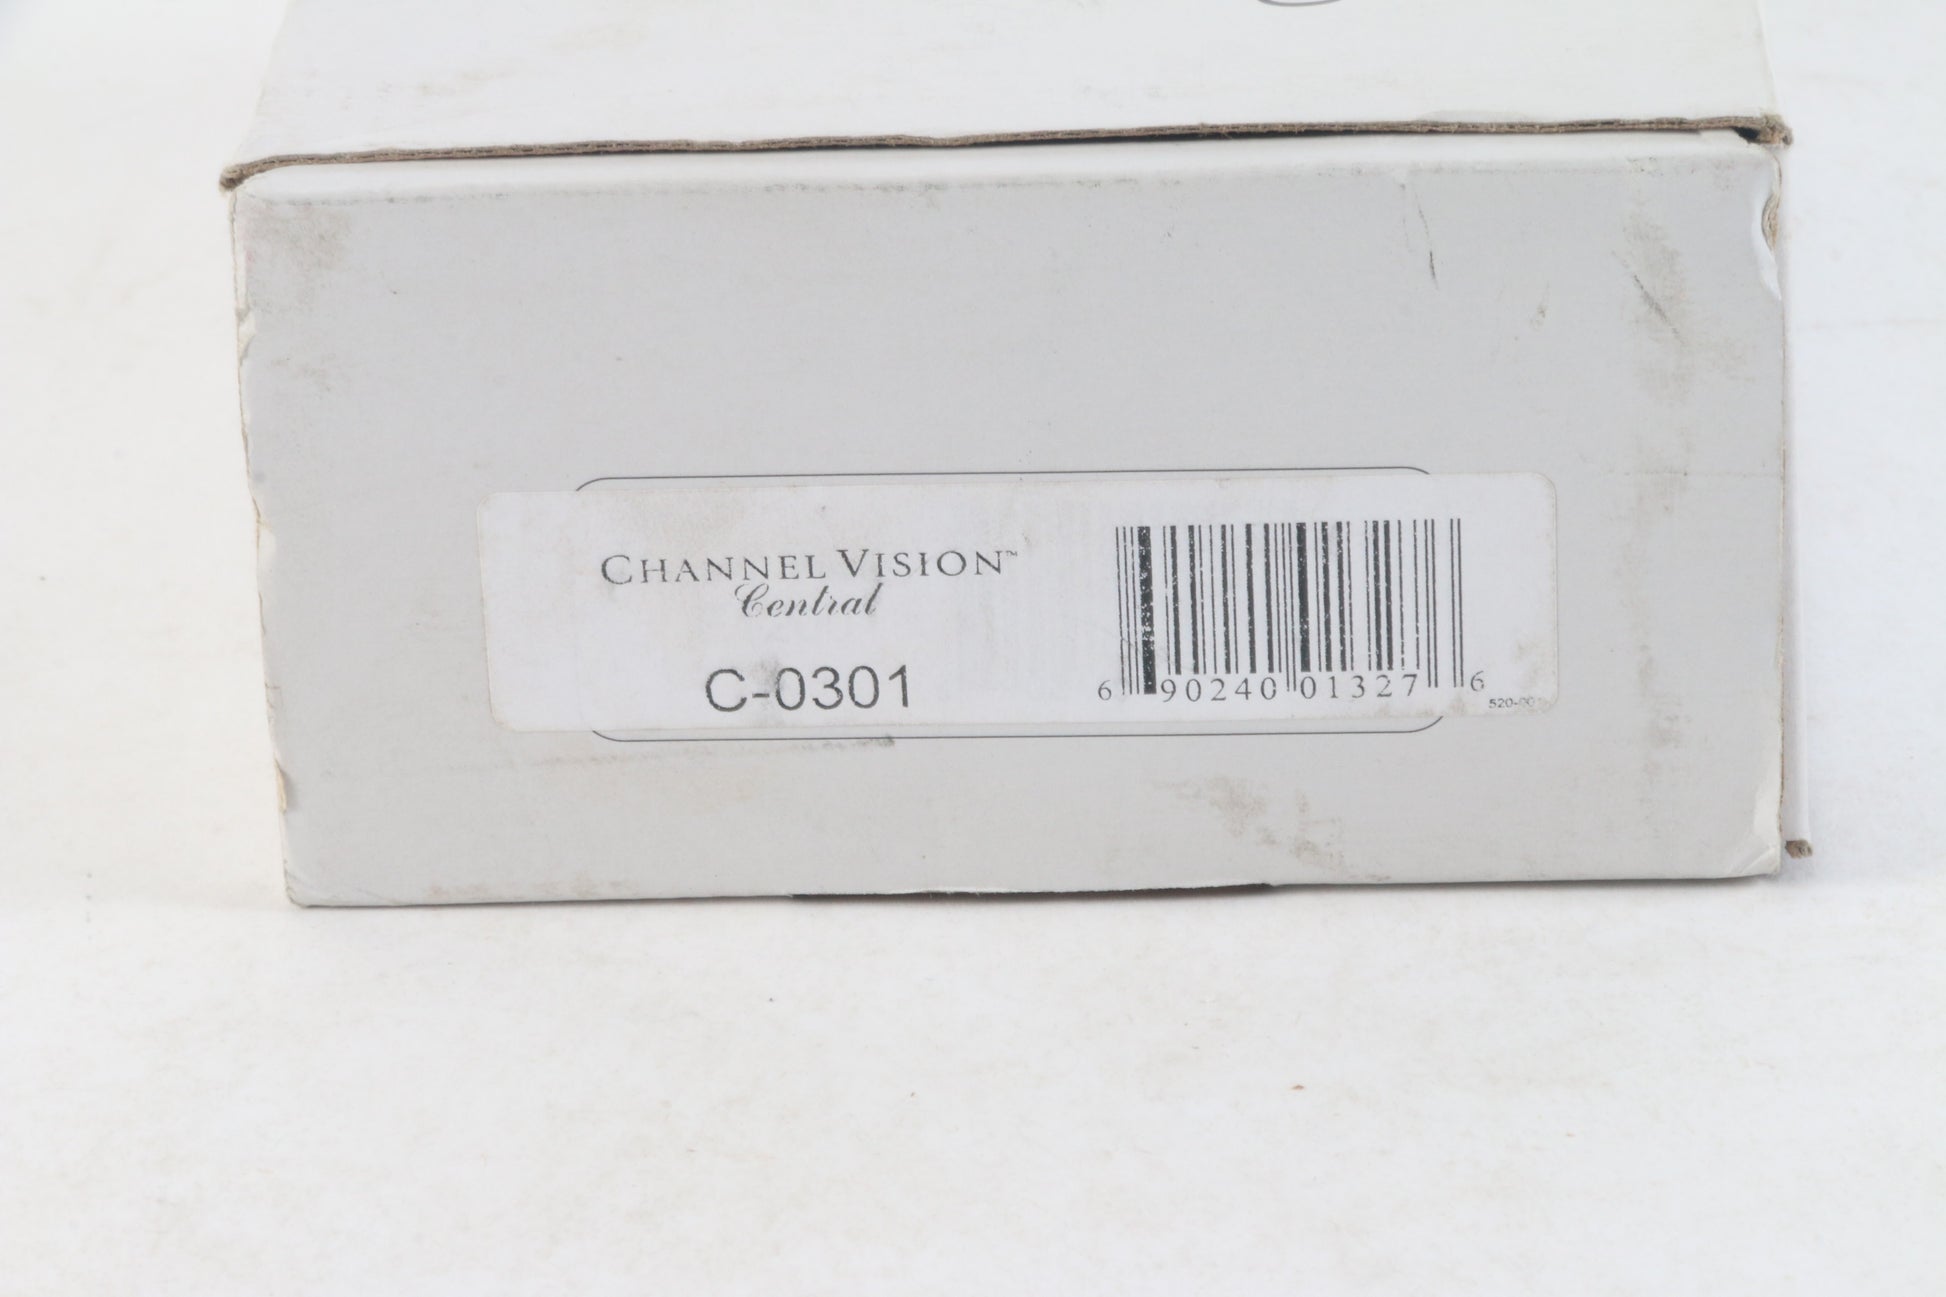 CHANNEL VISION™
Central
C-0301
6 90240 01327 6